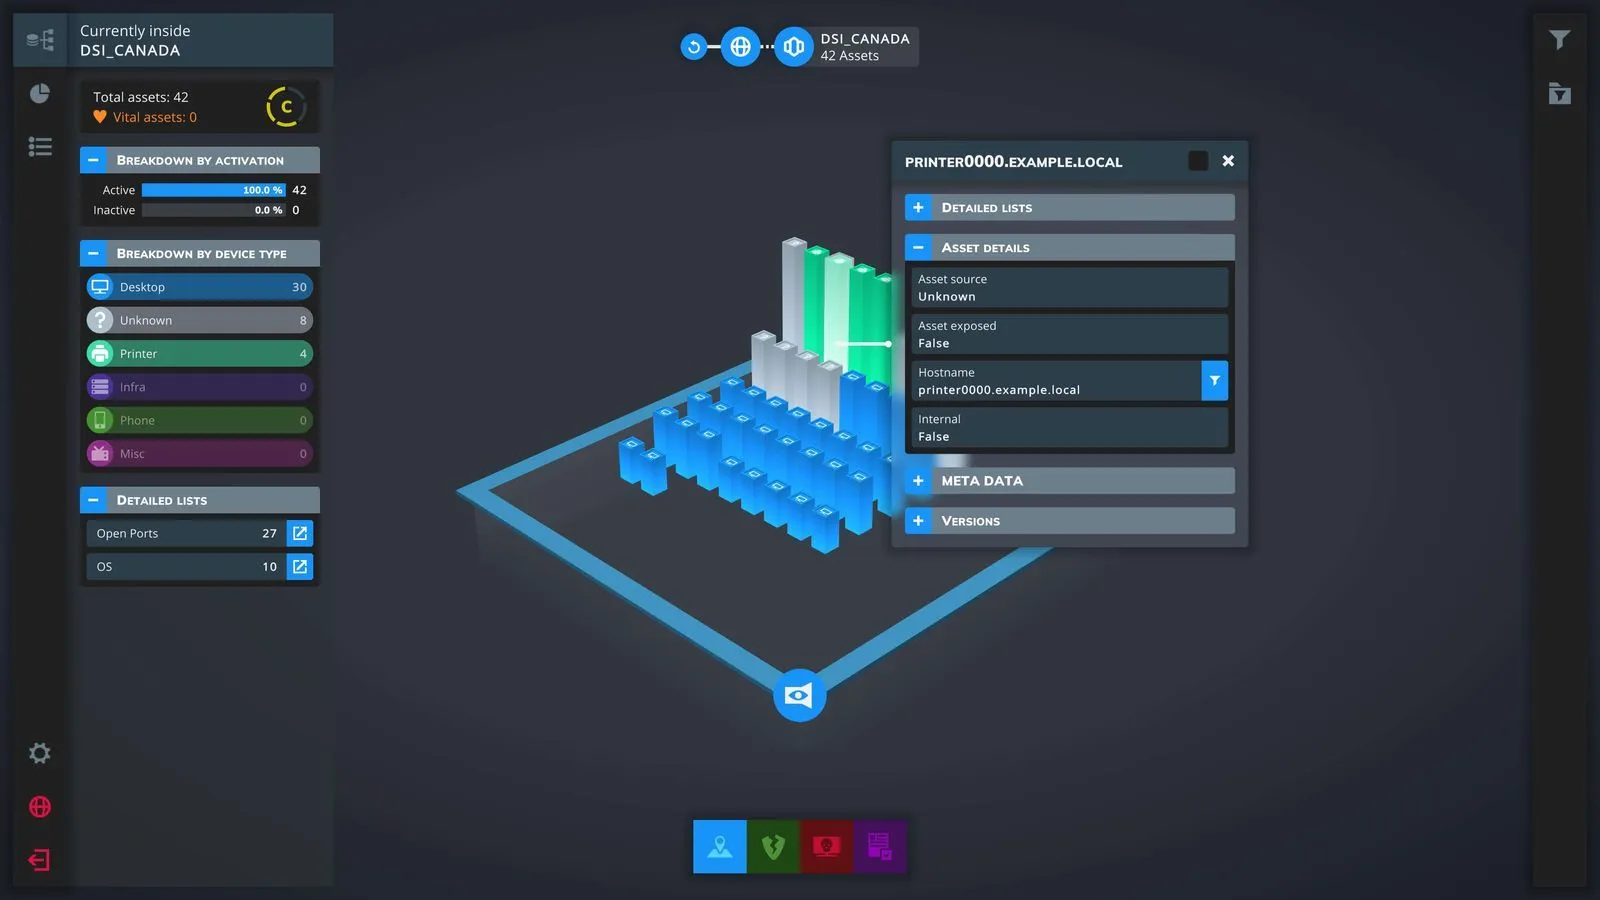 Currently inside
DSI_CANADA
Total assets: 42
Vital assets: 0
C
BREAKDOWN BY ACTIVATION
Active 100.0 % 42
Inactive 0.0 % 0
BREAKDOWN BY DEVICE TYPE
Desktop 30
? Unknown 8
Printer 4
Infra 0
Phone 0
Misc 0
DETAILED LISTS
Open Ports 27
OS 10
DSI_CANADA
42 Assets
PRINTER0000.EXAMPLE.LOCAL
DETAILED LISTS
ASSET DETAILS
Asset source
Unknown
Asset exposed
False
Hostname
printer0000.example.local
Internal
False
META DATA
VERSIONS